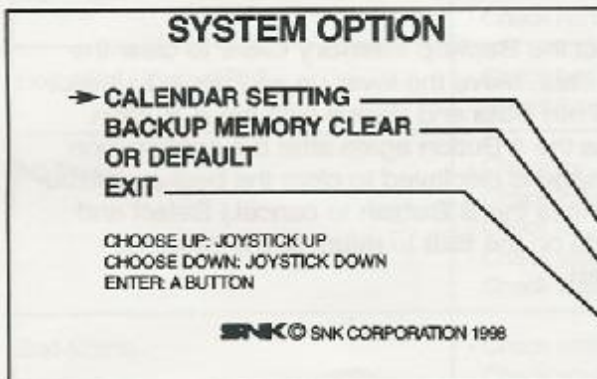 SYSTEM OPTION
CALENDAR SETTING
BACKUP MEMORY CLEAR
OR DEFAULT
EXIT
CHOOSE UP: JOYSTICK UP
CHOOSE DOWN: JOYSTICK DOWN
ENTER: A BUTTON
SNK © SNK CORPORATION 1998